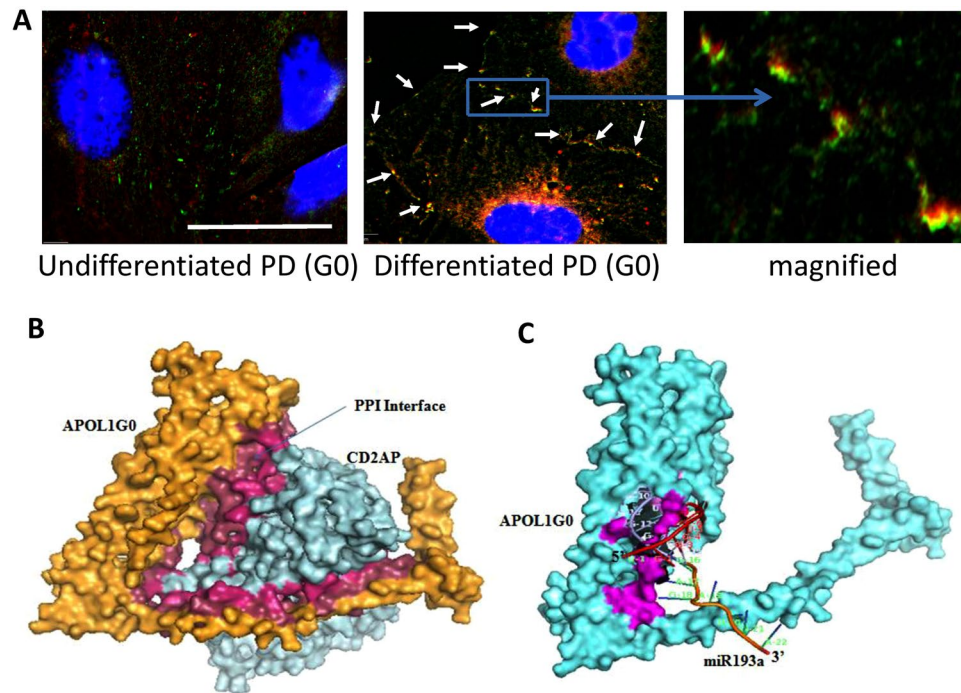 A
Undifferentiated PD (G0)
Differentiated PD (G0)
magnified
B
APOL1G0
PPI Interface
CD2AP
C
APOL1G0
5'
miR193a
3'